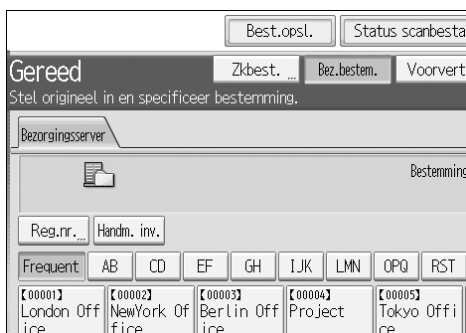 Best.opsl. Status scanbesta
Gereed Zkbest. ... Bez.bestem. Voorvert
Stel origineel in en specificeer bestemming.
Bezorgingsserver
Bestemming
Reg.nr. ... Handm. inv.
Frequent AB CD EF GH IJK LMN OPQ RST
【00001】 【00002】 【00003】 【00004】 【00005】
London Off NewYork Of Berlin Off Project Tokyo Offi
ice ffice ice ce